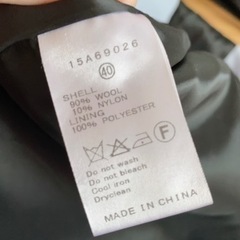 15A69026
40
SHELL
90% WOOL
10% NYLON
LINING
100% POLYESTER
F
Do not wash
Do not bleach
Cool iron
Dryclean
MADE IN CHINA